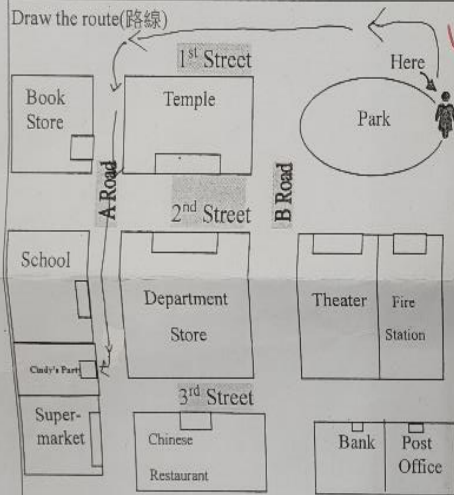 Draw the route(路線)
1st Street
Here
Book
Store
Temple
Park
A Road
B Road
2nd Street
School
Department
Store
Theater
Fire
Station
Cindy's Party
3rd Street
Super-
market
Chinese
Restaurant
Bank
Post
Office